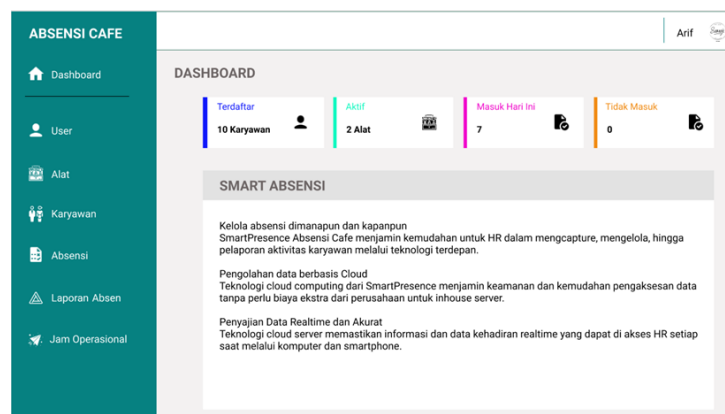 ABSENSI CAFE
Arif
Dashboard
User
Alat
Karyawan
Absensi
Laporan Absen
Jam Operasional
DASHBOARD
Terdaftar
10 Karyawan
Aktif
2 Alat
Masuk Hari Ini
7
Tidak Masuk
0
SMART ABSENSI
Kelola absensi dimanapun dan kapanpun
SmartPresence Absensi Cafe menjamin kemudahan untuk HR dalam mengcapture, mengelola, hingga
pelaporan aktivitas karyawan melalui teknologi terdepan.
Pengolahan data berbasis Cloud
Teknologi cloud computing dari SmartPresence menjamin keamanan dan kemudahan pengaksesan data
tanpa perlu biaya ekstra dari perusahaan untuk inhouse server.
Penyajian Data Realtime dan Akurat
Teknologi cloud server memastikan informasi dan data kehadiran realtime yang dapat di akses HR setiap
saat melalui komputer dan smartphone.